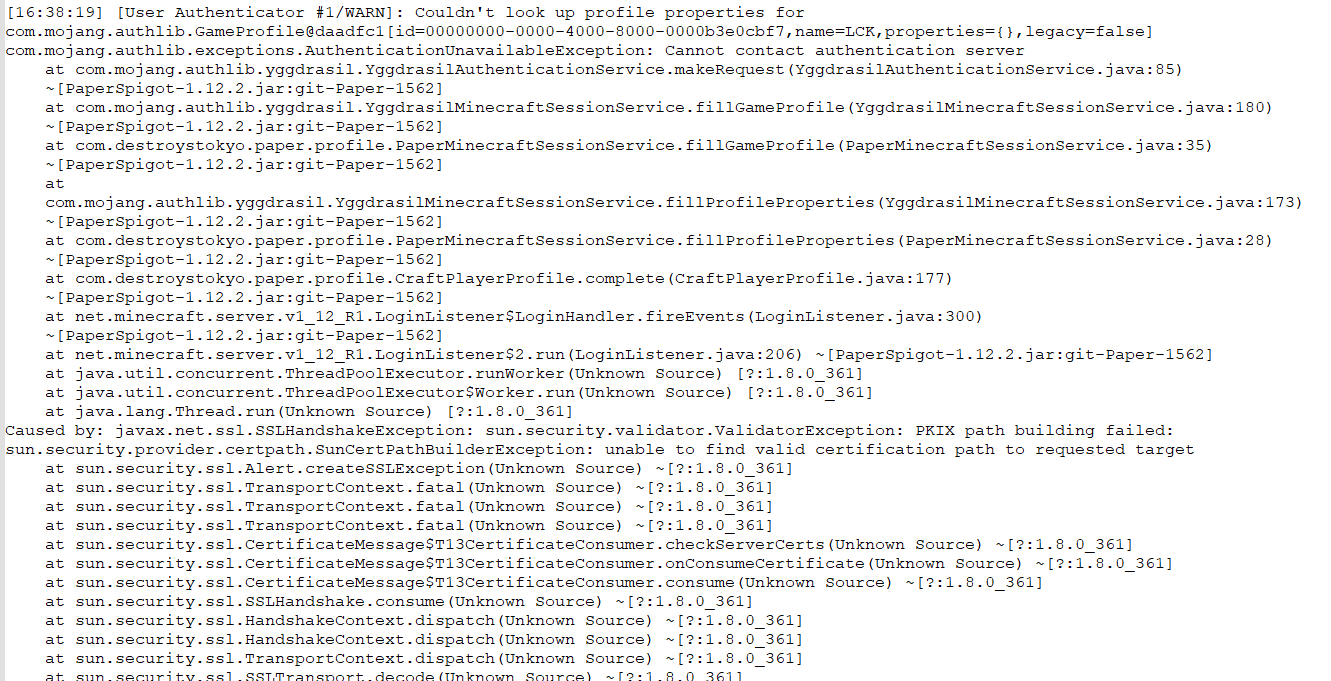 [16:38:19] [User Authenticator #1/WARN]: Couldn't look up profile properties for
com.mojang.authlib.GameProfile@daadfc1[id=00000000-0000-4000-8000-0000b3e0cbf7,name=LCK,properties={},legacy=false]
com.mojang.authlib.exceptions.AuthenticationUnavailableException: Cannot contact authentication server
at com.mojang.authlib.yggdrasil.YggdrasilAuthenticationService.makeRequest(YggdrasilAuthenticationService.java:85)
~[PaperSpigot-1.12.2.jar:git-Paper-1562]
at com.mojang.authlib.yggdrasil.YggdrasilMinecraftSessionService.fillGameProfile(YggdrasilMinecraftSessionService.java:180)
~[PaperSpigot-1.12.2.jar:git-Paper-1562]
at com.destroystokyo.paper.profile.PaperMinecraftSessionService.fillGameProfile(PaperMinecraftSessionService.java:35)
~[PaperSpigot-1.12.2.jar:git-Paper-1562]
at
com.mojang.authlib.yggdrasil.YggdrasilMinecraftSessionService.fillProfileProperties(YggdrasilMinecraftSessionService.java:173)
~[PaperSpigot-1.12.2.jar:git-Paper-1562]
at com.destroystokyo.paper.profile.PaperMinecraftSessionService.fillProfileProperties(PaperMinecraftSessionService.java:28)
~[PaperSpigot-1.12.2.jar:git-Paper-1562]
at com.destroystokyo.paper.profile.CraftPlayerProfile.complete(CraftPlayerProfile.java:177)
~[PaperSpigot-1.12.2.jar:git-Paper-1562]
at net.minecraft.server.v1_12_R1.LoginListener$LoginHandler.fireEvents(LoginListener.java:300)
~[PaperSpigot-1.12.2.jar:git-Paper-1562]
at net.minecraft.server.v1_12_R1.LoginListener$2.run(LoginListener.java:206) ~[PaperSpigot-1.12.2.jar:git-Paper-1562]
at java.util.concurrent.ThreadPoolExecutor.runWorker(Unknown Source) [?:1.8.0_361]
at java.util.concurrent.ThreadPoolExecutor$Worker.run(Unknown Source) [?:1.8.0_361]
at java.lang.Thread.run(Unknown Source) [?:1.8.0_361]
Caused by: javax.net.ssl.SSLHandshakeException: sun.security.validator.ValidatorException: PKIX path building failed:
sun.security.provider.certpath.SunCertPathBuilderException: unable to find valid certification path to requested target
at sun.security.ssl.Alert.createSSLException(Unknown Source) ~[?:1.8.0_361]
at sun.security.ssl.TransportContext.fatal(Unknown Source) ~[?:1.8.0_361]
at sun.security.ssl.TransportContext.fatal(Unknown Source) ~[?:1.8.0_361]
at sun.security.ssl.TransportContext.fatal(Unknown Source) ~[?:1.8.0_361]
at sun.security.ssl.CertificateMessage$T13CertificateConsumer.checkServerCerts(Unknown Source) ~[?:1.8.0_361]
at sun.security.ssl.CertificateMessage$T13CertificateConsumer.onConsumeCertificate(Unknown Source) ~[?:1.8.0_361]
at sun.security.ssl.CertificateMessage$T13CertificateConsumer.consume(Unknown Source) ~[?:1.8.0_361]
at sun.security.ssl.SSLHandshake.consume(Unknown Source) ~[?:1.8.0_361]
at sun.security.ssl.HandshakeContext.dispatch(Unknown Source) ~[?:1.8.0_361]
at sun.security.ssl.HandshakeContext.dispatch(Unknown Source) ~[?:1.8.0_361]
at sun.security.ssl.TransportContext.dispatch(Unknown Source) ~[?:1.8.0_361]
at sun.security.ssl.SSLTransport.decode(Unknown Source) ~[?:1.8.0_361]